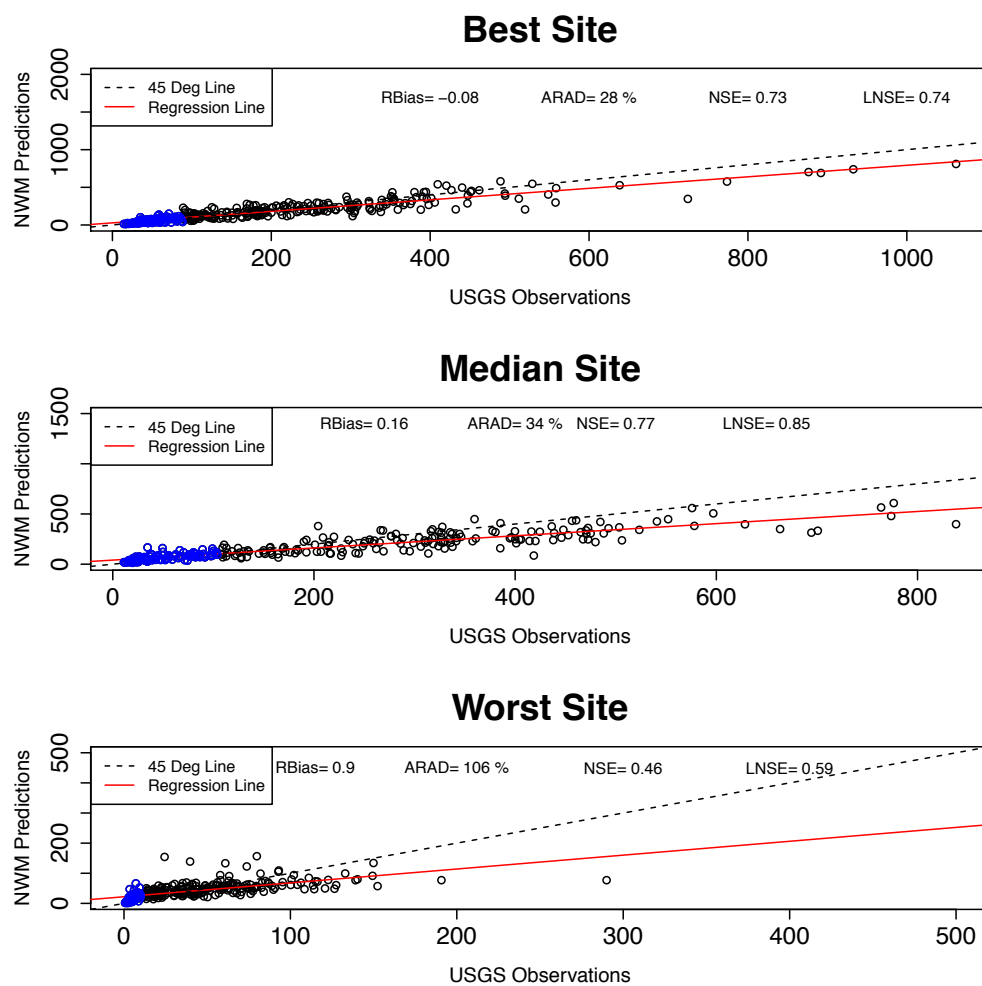 Best Site
45 Deg Line
Regression Line
RBias= −0.08 ARAD= 28 % NSE= 0.73 LNSE= 0.74
NWM Predictions
0 1000 2000
0 200 400 600 800 1000
USGS Observations
Median Site
45 Deg Line
Regression Line
RBias= 0.16 ARAD= 34 % NSE= 0.77 LNSE= 0.85
NWM Predictions
0 500 1500
0 200 400 600 800
USGS Observations
Worst Site
45 Deg Line
Regression Line
RBias= 0.9 ARAD= 106 % NSE= 0.46 LNSE= 0.59
NWM Predictions
0 200 500
0 100 200 300 400 500
USGS Observations